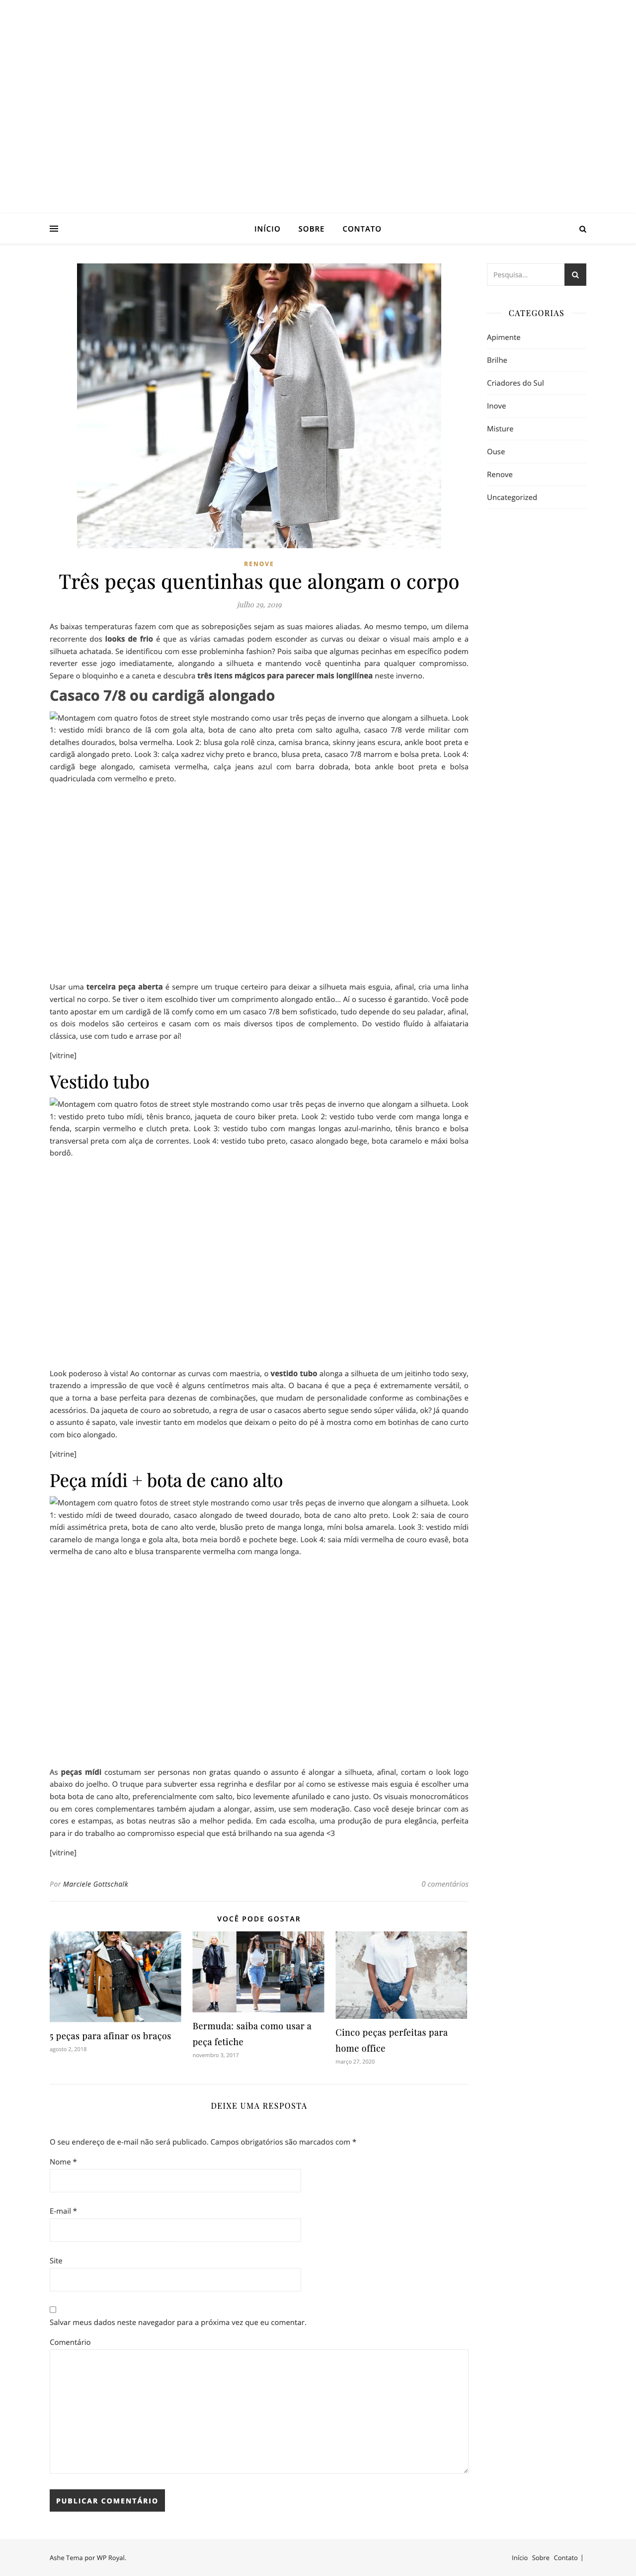 INÍCIO SOBRE CONTATO
RENOVE
Três peças quentinhas que alongam o corpo
julho 29, 2019
As baixas temperaturas fazem com que as sobreposições sejam as suas maiores aliadas. Ao mesmo tempo, um dilema
recorrente dos looks de frio é que as várias camadas podem esconder as curvas ou deixar o visual mais amplo e a
silhueta achatada. Se identificou com esse probleminha fashion? Pois saiba que algumas pecinhas em específico podem
reverter esse jogo imediatamente, alongando a silhueta e mantendo você quentinha para qualquer compromisso.
Separe o bloquinho e a caneta e descubra três itens mágicos para parecer mais longilínea neste inverno.
Casaco 7/8 ou cardigã alongado
Montagem com quatro fotos de street style mostrando como usar três peças de inverno que alongam a silhueta. Look
1: vestido mídi branco de lã com gola alta, bota de cano alto preta com salto agulha, casaco 7/8 verde militar com
detalhes dourados, bolsa vermelha. Look 2: blusa gola rolê cinza, camisa branca, skinny jeans escura, ankle boot preta e
cardigã alongado preto. Look 3: calça xadrez vichy preto e branco, blusa preta, casaco 7/8 marrom e bolsa preta. Look 4:
cardigã bege alongado, camiseta vermelha, calça jeans azul com barra dobrada, bota ankle boot preta e bolsa
quadriculada com vermelho e preto.
Usar uma terceira peça aberta é sempre um truque certeiro para deixar a silhueta mais esguia, afinal, cria uma linha
vertical no corpo. Se tiver o item escolhido tiver um comprimento alongado então... Aí o sucesso é garantido. Você pode
tanto apostar em um cardigã de lã comfy como em um casaco 7/8 bem sofisticado, tudo depende do seu paladar, afinal,
os dois modelos são certeiros e casam com os mais diversos tipos de complemento. Do vestido fluído à alfaiataria
clássica, use com tudo e arrase por aí!
[vitrine]
Vestido tubo
Montagem com quatro fotos de street style mostrando como usar três peças de inverno que alongam a silhueta. Look
1: vestido preto tubo mídi, tênis branco, jaqueta de couro biker preta. Look 2: vestido tubo verde com manga longa e
fenda, scarpin vermelho e clutch preta. Look 3: vestido tubo com mangas longas azul-marinho, tênis branco e bolsa
transversal preta com alça de correntes. Look 4: vestido tubo preto, casaco alongado bege, bota caramelo e máxi bolsa
bordô.
Look poderoso à vista! Ao contornar as curvas com maestria, o vestido tubo alonga a silhueta de um jeitinho todo sexy,
trazendo a impressão de que você é alguns centímetros mais alta. O bacana é que a peça é extremamente versátil, o
que a torna a base perfeita para dezenas de combinações, que mudam de personalidade conforme as combinações e
acessórios. Da jaqueta de couro ao sobretudo, a regra de usar o casacos aberto segue sendo súper válida, ok? Já quando
o assunto é sapato, vale investir tanto em modelos que deixam o peito do pé à mostra como em botinhas de cano curto
com bico alongado.
[vitrine]
Peça mídi + bota de cano alto
Montagem com quatro fotos de street style mostrando como usar três peças de inverno que alongam a silhueta. Look
1: vestido mídi de tweed dourado, casaco alongado de tweed dourado, bota de cano alto preto. Look 2: saia de couro
mídi assimétrica preta, bota de cano alto verde, blusão preto de manga longa, míni bolsa amarela. Look 3: vestido mídi
caramelo de manga longa e gola alta, bota meia bordô e pochete bege. Look 4: saia mídi vermelha de couro evasê, bota
vermelha de cano alto e blusa transparente vermelha com manga longa.
As peças mídi costumam ser personas non gratas quando o assunto é alongar a silhueta, afinal, cortam o look logo
abaixo do joelho. O truque para subverter essa regrinha e desfilar por aí como se estivesse mais esguia é escolher uma
bota bota de cano alto, preferencialmente com salto, bico levemente afunilado e cano justo. Os visuais monocromáticos
ou em cores complementares também ajudam a alongar, assim, use sem moderação. Caso você deseje brincar com as
cores e estampas, as botas neutras são a melhor pedida. Em cada escolha, uma produção de pura elegância, perfeita
para ir do trabalho ao compromisso especial que está brilhando na sua agenda <3
[vitrine]
Por Marciele Gottschalk
0 comentários
VOCÊ PODE GOSTAR
5 peças para afinar os braços
agosto 2, 2018
Bermuda: saiba como usar a
peça fetiche
novembro 3, 2017
Cinco peças perfeitas para
home office
março 27, 2020
DEIXE UMA RESPOSTA
O seu endereço de e-mail não será publicado. Campos obrigatórios são marcados com *
Nome *
E-mail *
Site
Salvar meus dados neste navegador para a próxima vez que eu comentar.
Comentário
PUBLICAR COMENTÁRIO
Pesquisa...
CATEGORIAS
Apimente
Brilhe
Criadores do Sul
Inove
Misture
Ouse
Renove
Uncategorized
Ashe Tema por WP Royal.
Início Sobre Contato |